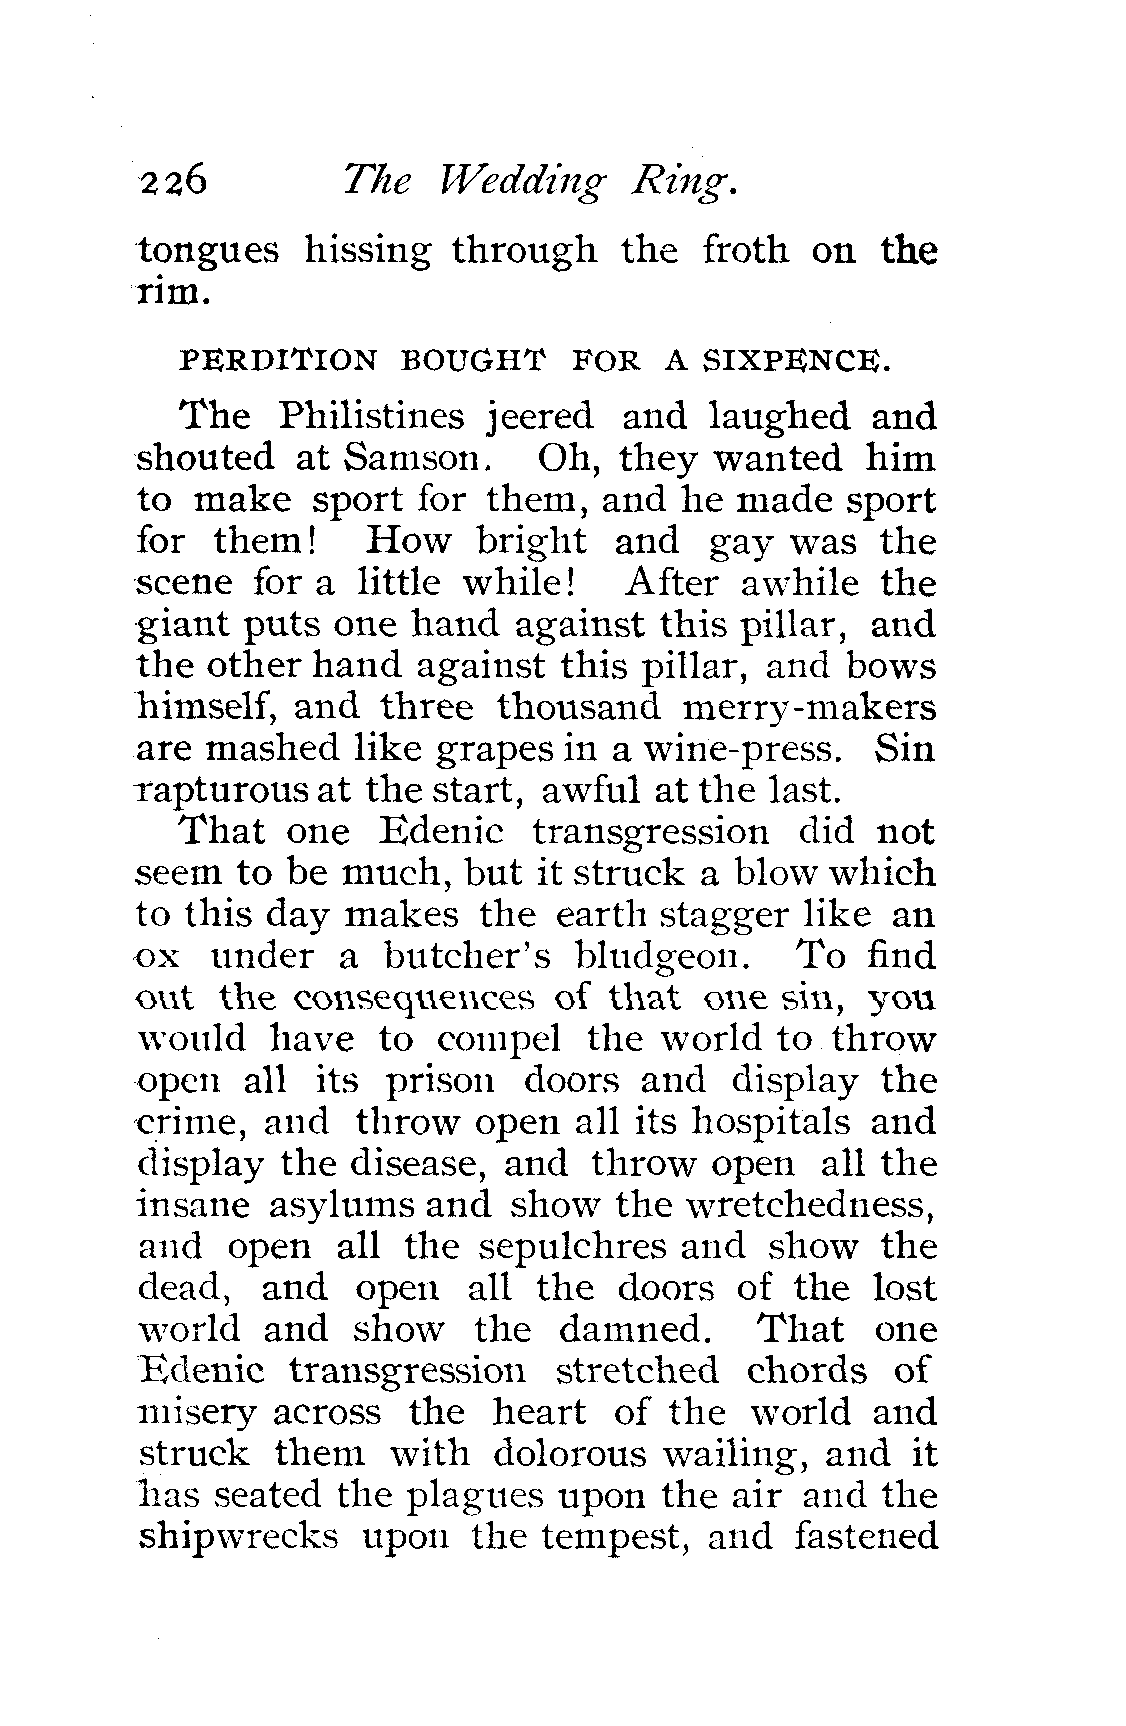 226 The Wedding Ring.
tongues hissing through the froth on the
rim.
PERDITION BOUGHT FOR A SIXPENCE.
The Philistines jeered and laughed and
shouted at Samson. Oh, they wanted him
to make sport for them, and he made sport
for them! How bright and gay was the
scene for a little while! After awhile the
giant puts one hand against this pillar, and
the other hand against this pillar, and bows
himself, and three thousand merry-makers
are mashed like grapes in a wine-press. Sin
rapturous at the start, awful at the last.
That one Edenic transgression did not
seem to be much, but it struck a blow which
to this day makes the earth stagger like an
ox under a butcher's bludgeon. To find
out the consequences of that one sin, you
would have to compel the world to throw
open all its prison doors and display the
crime, and throw open all its hospitals and
display the disease, and throw open all the
insane asylums and show the wretchedness,
and open all the sepulchres and show the
dead, and open all the doors of the lost
world and show the damned. That one
Edenic transgression stretched chords of
misery across the heart of the world and
struck them with dolorous wailing, and it
has seated the plagues upon the air and the
shipwrecks upon the tempest, and fastened